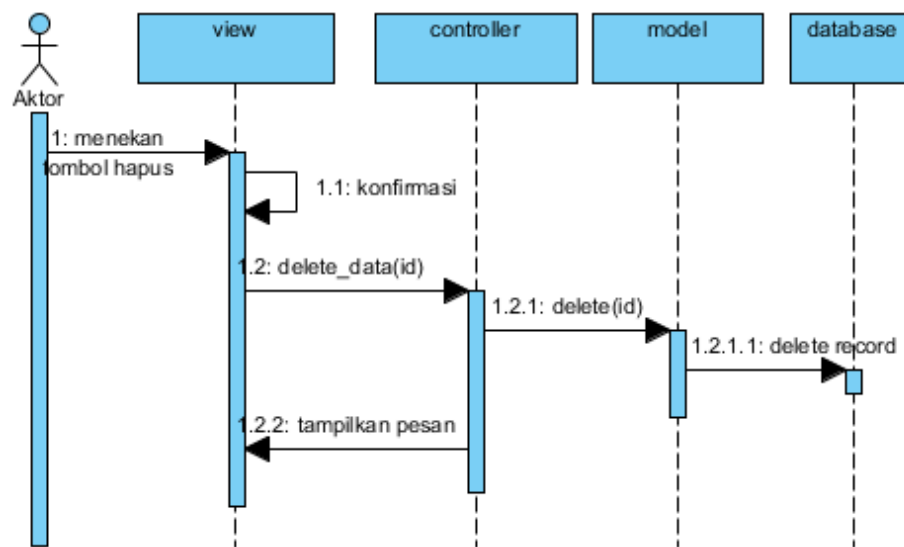 view
controller
model
database
Aktor
1: menekan
tombol hapus
1.1: konfirmasi
1.2: delete_data(id)
1.2.1: delete(id)
1.2.1.1: delete record
1.2.2: tampilkan pesan